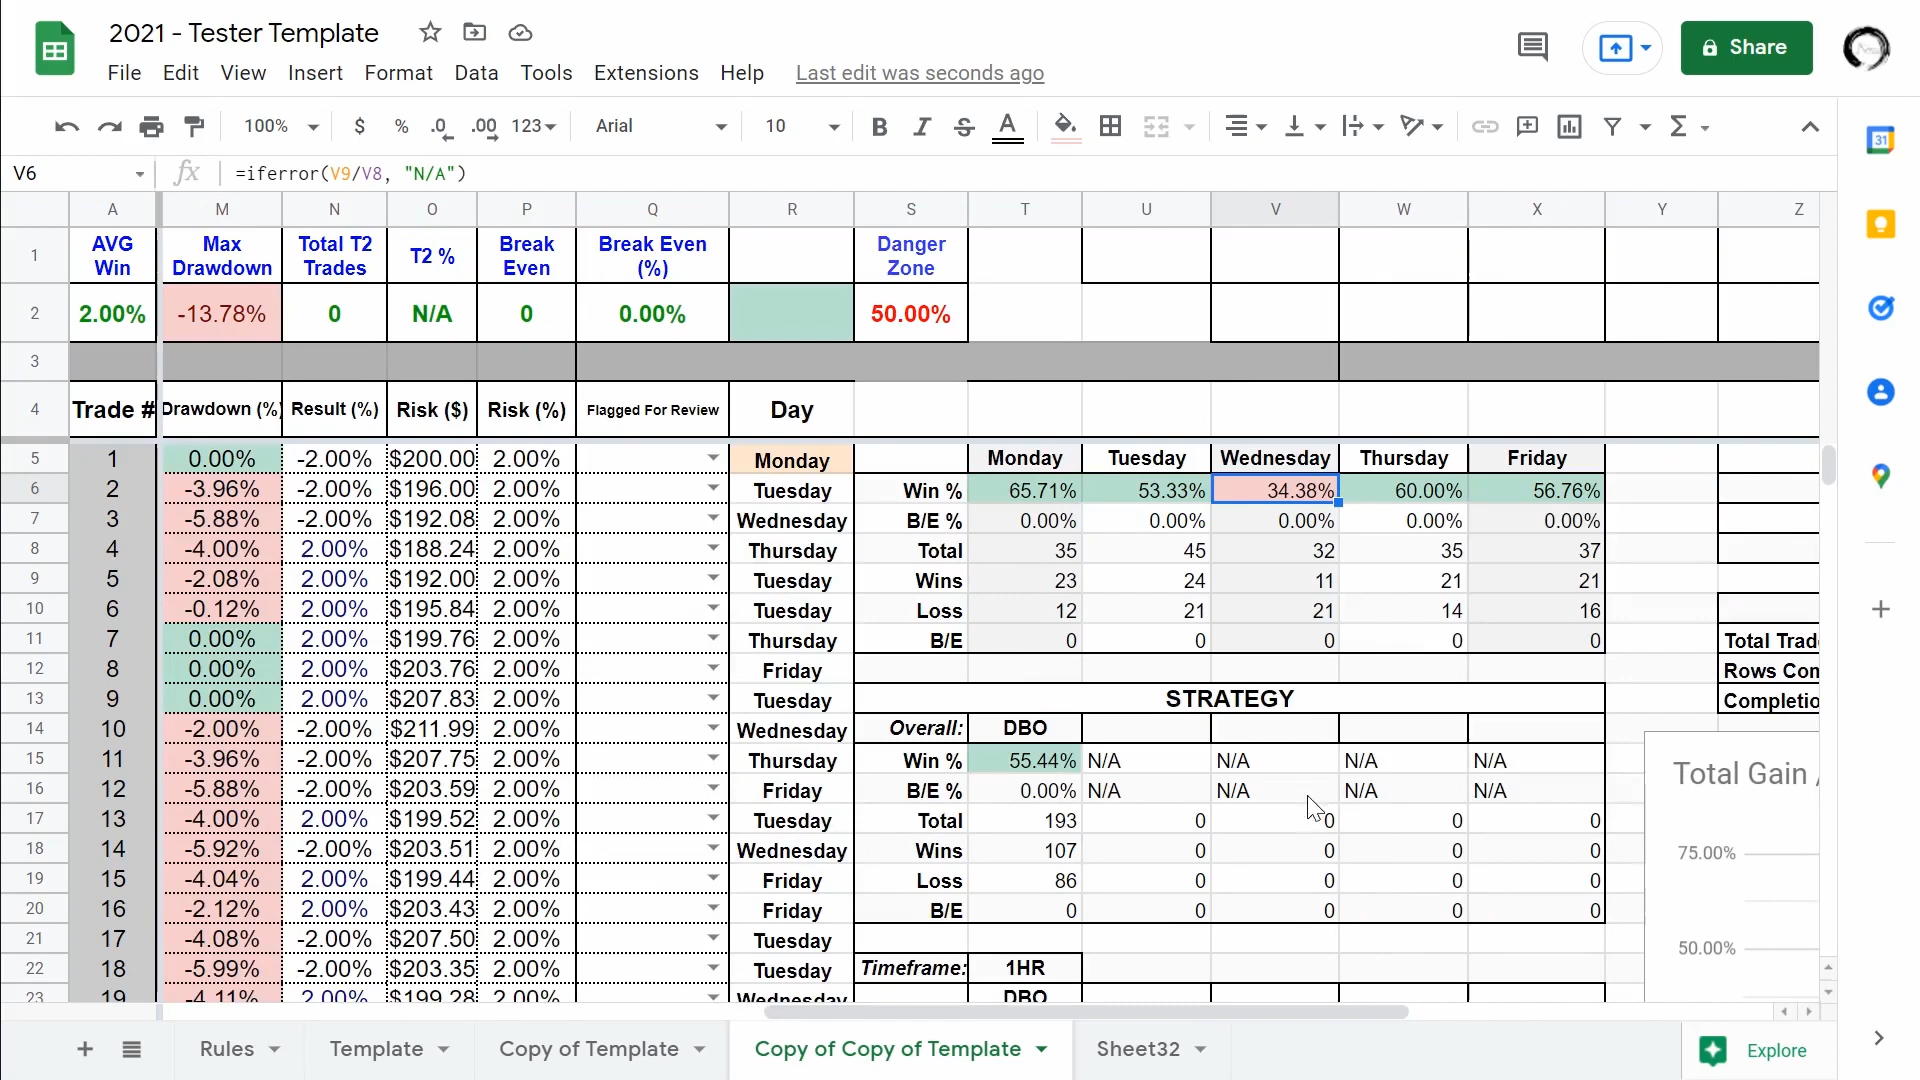 2021 - Tester Template
File Edit View Insert Format Data Tools Extensions Help Last edit was seconds ago
Share
100% $ % .0 .00 123 Arial 10 B I S A
31
V6 fx =iferror(V9/V8, "N/A")
A M N O P Q R S T U V W X Y Z
1 AVG Win Max Drawdown Total T2 Trades T2 % Break Even Break Even (%) Danger Zone
2 2.00% -13.78% 0 N/A 0 0.00% 50.00%
3
4 Trade # Drawdown (%) Result (%) Risk ($) Risk (%) Flagged For Review Day
5 1 0.00% -2.00% $200.00 2.00% Monday Monday Tuesday Wednesday Thursday Friday
6 2 -3.96% -2.00% $196.00 2.00% Tuesday Win % 65.71% 53.33% 34.38% 60.00% 56.76%
7 3 -5.88% -2.00% $192.08 2.00% Wednesday B/E % 0.00% 0.00% 0.00% 0.00% 0.00%
8 4 -4.00% 2.00% $188.24 2.00% Thursday Total 35 45 32 35 37
9 5 -2.08% 2.00% $192.00 2.00% Tuesday Wins 23 24 11 21 21
10 6 -0.12% 2.00% $195.84 2.00% Tuesday Loss 12 21 21 14 16
11 7 0.00% 2.00% $199.76 2.00% Thursday B/E 0 0 0 0 0 Total Trad
12 8 0.00% 2.00% $203.76 2.00% Friday Rows Con
13 9 0.00% 2.00% $207.83 2.00% Tuesday STRATEGY Completio
14 10 -2.00% -2.00% $211.99 2.00% Wednesday Overall: DBO
15 11 -3.96% -2.00% $207.75 2.00% Thursday Win % 55.44% N/A N/A N/A N/A
16 12 -5.88% -2.00% $203.59 2.00% Friday B/E % 0.00% N/A N/A N/A N/A
17 13 -4.00% 2.00% $199.52 2.00% Tuesday Total 193 0 0 0 0
18 14 -5.92% -2.00% $203.51 2.00% Wednesday Wins 107 0 0 0 0
19 15 -4.04% 2.00% $199.44 2.00% Friday Loss 86 0 0 0 0
20 16 -2.12% 2.00% $203.43 2.00% Friday B/E 0 0 0 0 0
21 17 -4.08% -2.00% $207.50 2.00% Tuesday
22 18 -5.99% -2.00% $203.35 2.00% Tuesday Timeframe: 1HR
23 19 -4.11% 2.00% $199.28 2.00% Wednesday DBO
Total Gain
75.00%
50.00%
Rules Template Copy of Template Copy of Copy of Template Sheet32 Explore